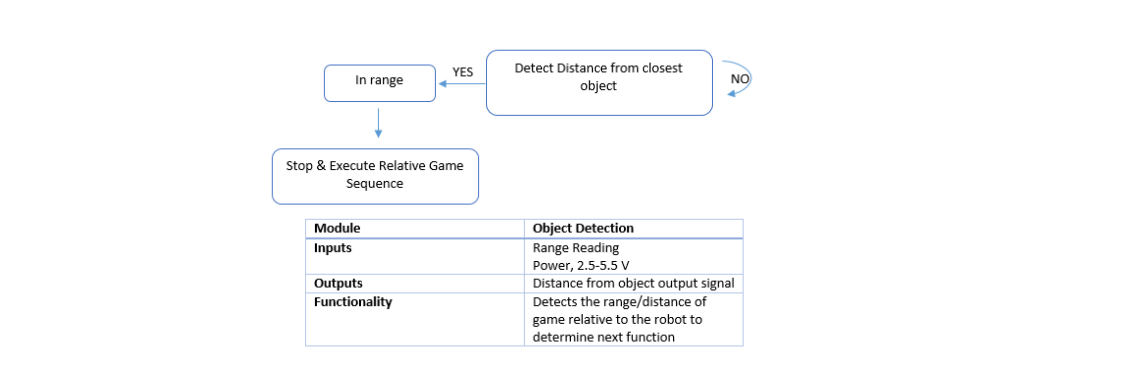 In range
YES
Detect Distance from closest
object
NO
Stop & Execute Relative Game
Sequence
Module Object Detection
Inputs Range Reading
Power, 2.5-5.5 V
Outputs Distance from object output signal
Functionality Detects the range/distance of
game relative to the robot to
determine next function